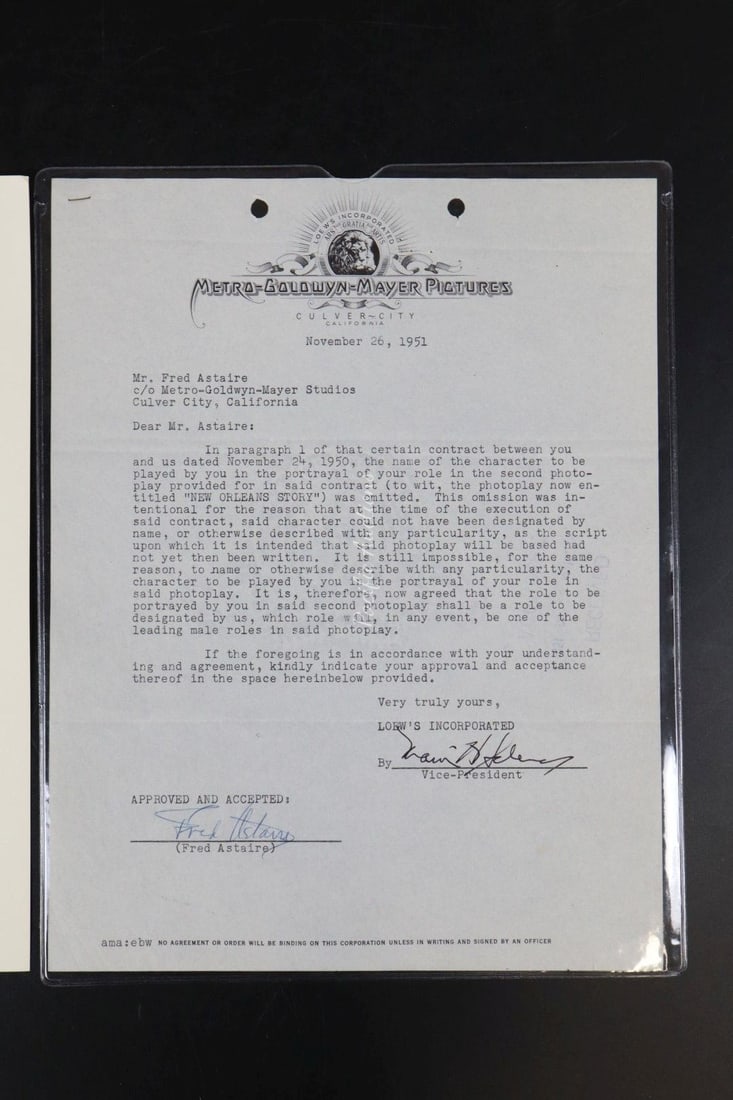 LOEW'S INCORPORATED
ARS GRATIA ARTIS
METRO-GOLDWYN-MAYER PICTURES
CULVER~CITY
CALIFORNIA
November 26, 1951
Mr. Fred Astaire
c/o Metro-Goldwyn-Mayer Studios
Culver City, California
Dear Mr. Astaire:
In paragraph 1 of that certain contract between you
and us dated November 24, 1950, the name of the character to be
played by you in the portrayal of your role in the second photo-
play provided for in said contract (to wit, the photoplay now en-
titled "NEW ORLEANS STORY") was omitted. This omission was in-
tentional for the reason that at the time of the execution of
said contract, said character could not have been designated by
name, or otherwise described with any particularity, as the script
upon which it is intended that said photoplay will be based had
not yet then been written. It is still impossible, for the same
reason, to name or otherwise describe with any particularity, the
character to be played by you in the portrayal of your role in
said photoplay. It is, therefore, now agreed that the role to be
portrayed by you in said second photoplay shall be a role to be
designated by us, which role will, in any event, be one of the
leading male roles in said photoplay.
If the foregoing is in accordance with your understand-
ing and agreement, kindly indicate your approval and acceptance
thereof in the space hereinbelow provided.
Very truly yours,
LOEW'S INCORPORATED
By
Vice-President
APPROVED AND ACCEPTED:
Fred Astaire
(Fred Astaire)
ama:ebw NO AGREEMENT OR ORDER WILL BE BINDING ON THIS CORPORATION UNLESS IN WRITING AND SIGNED BY AN OFFICER